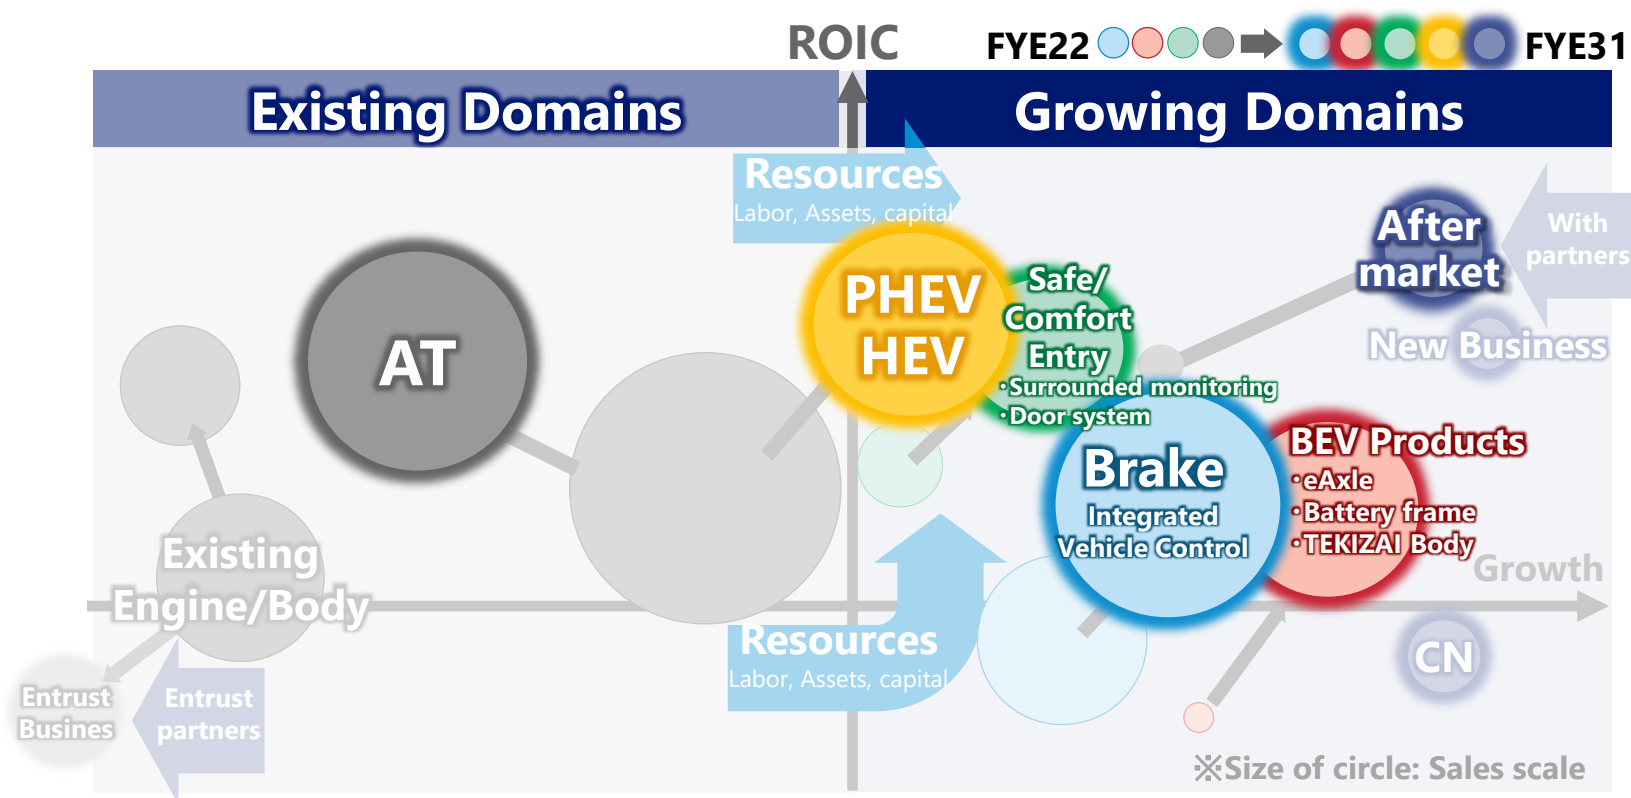 ROIC
FYE22
FYE31
Existing Domains
Growing Domains
Resources
Labor, Assets, capital
With
partners
After
market
New Business
PHEV
HEV
Safe/
Comfort
Entry
・Surrounded monitoring
・Door system
AT
Brake
Integrated
Vehicle Control
BEV Products
・eAxle
・Battery frame
・TEKIZAI Body
Growth
Existing
Engine/Body
Resources
Labor, Assets, capital
CN
Entrust
Busines
Entrust
partners
※Size of circle: Sales scale